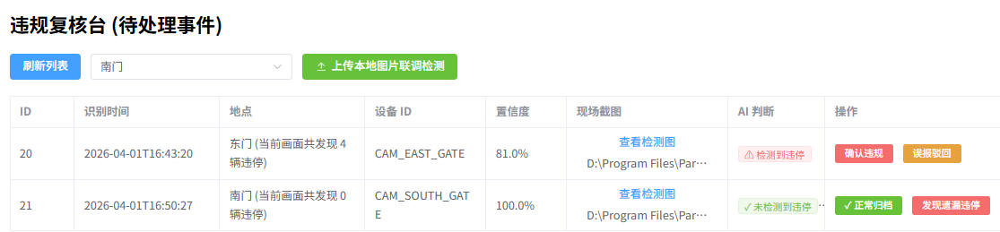 违规复核台 (待处理事件)
刷新列表
南门
上传本地图片联调检测
ID 识别时间 地点 设备 ID 置信度 现场截图 AI 判断 操作
20 2026-04-01T16:43:20 东门 (当前画面共发现 4 辆违停) CAM_EAST_GATE 81.0% 查看检测图 D:\Program Files\Par… 检测到违停 确认违规 误报驳回
21 2026-04-01T16:50:27 南门 (当前画面共发现 0 辆违停) CAM_SOUTH_GATE 100.0% 查看检测图 D:\Program Files\Par… ✓ 未检测到违停 … ✓ 正常归档 发现遗漏违停